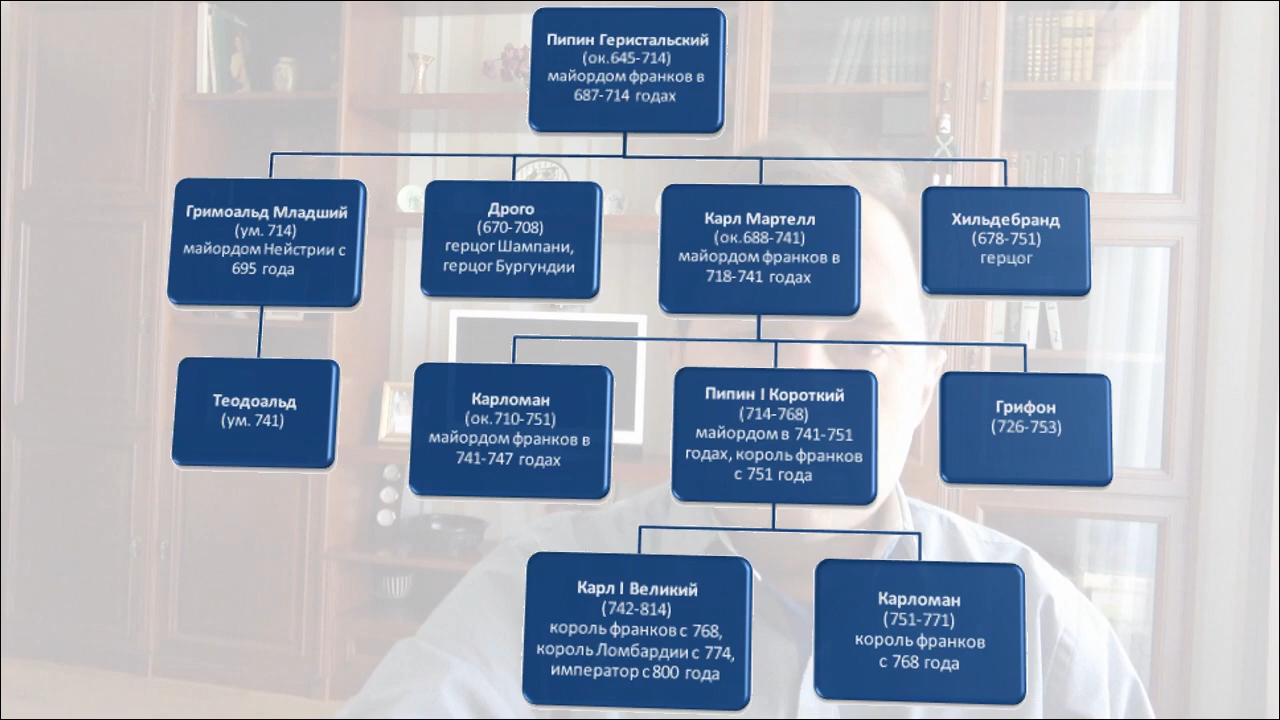 Пипин Геристальский
(ок.645-714)
майордом франков в
687-714 годах
Гримоальд Младший
(ум. 714)
майордом Нейстрии с
695 года
Дрого
(670-708)
герцог Шампани,
герцог Бургундии
Карл Мартелл
(ок.688-741)
майордом франков в
718-741 годах
Хильдебранд
(678-751)
герцог
Теодоальд
(ум. 741)
Карломан
(ок.710-751)
майордом франков в
741-747 годах
Пипин I Короткий
(714-768)
майордом в 741-751
годах, король франков
с 751 года
Грифон
(726-753)
Карл I Великий
(742-814)
король франков с 768,
король Ломбардии с 774,
император с 800 года
Карломан
(751-771)
король франков
с 768 года